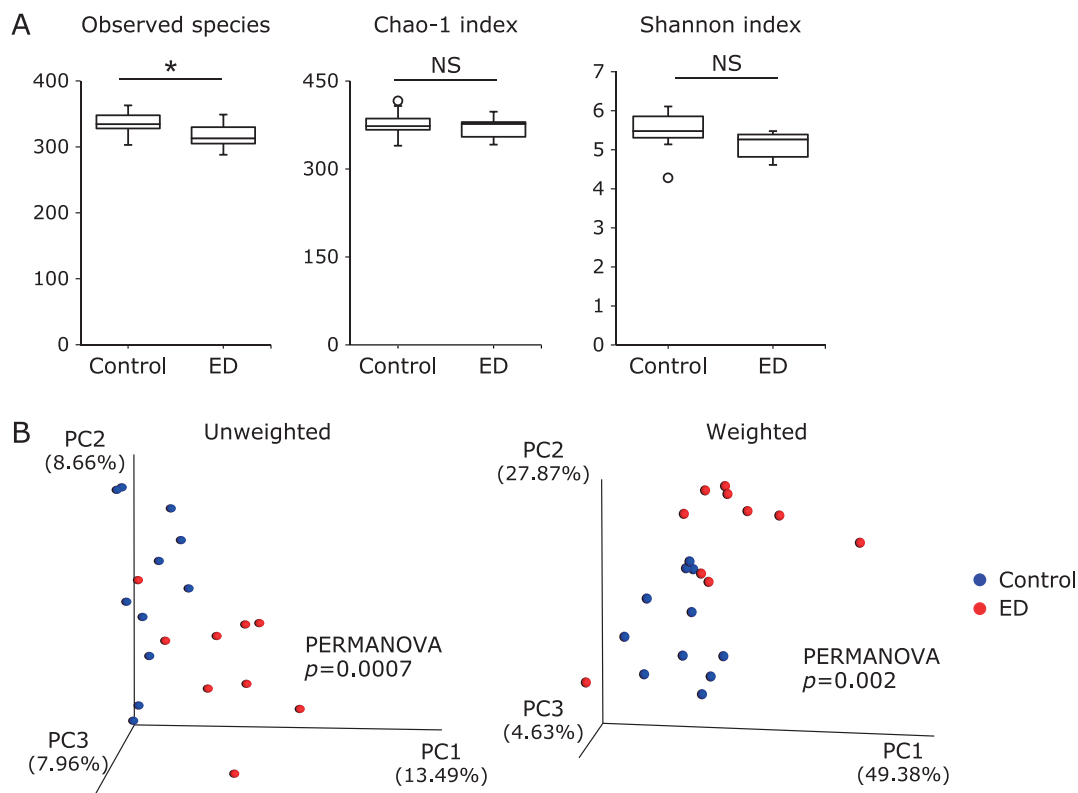 A
Observed species
Chao-1 index
Shannon index
*
NS
NS
400
300
200
100
0
Control
ED
450
300
150
0
Control
ED
7
6
5
4
3
2
1
0
Control
ED
B
Unweighted
PC2
(8.66%)
PERMANOVA
p=0.0007
PC3
(7.96%)
PC1
(13.49%)
Weighted
PC2
(27.87%)
PERMANOVA
p=0.002
PC3
(4.63%)
PC1
(49.38%)
Control
ED